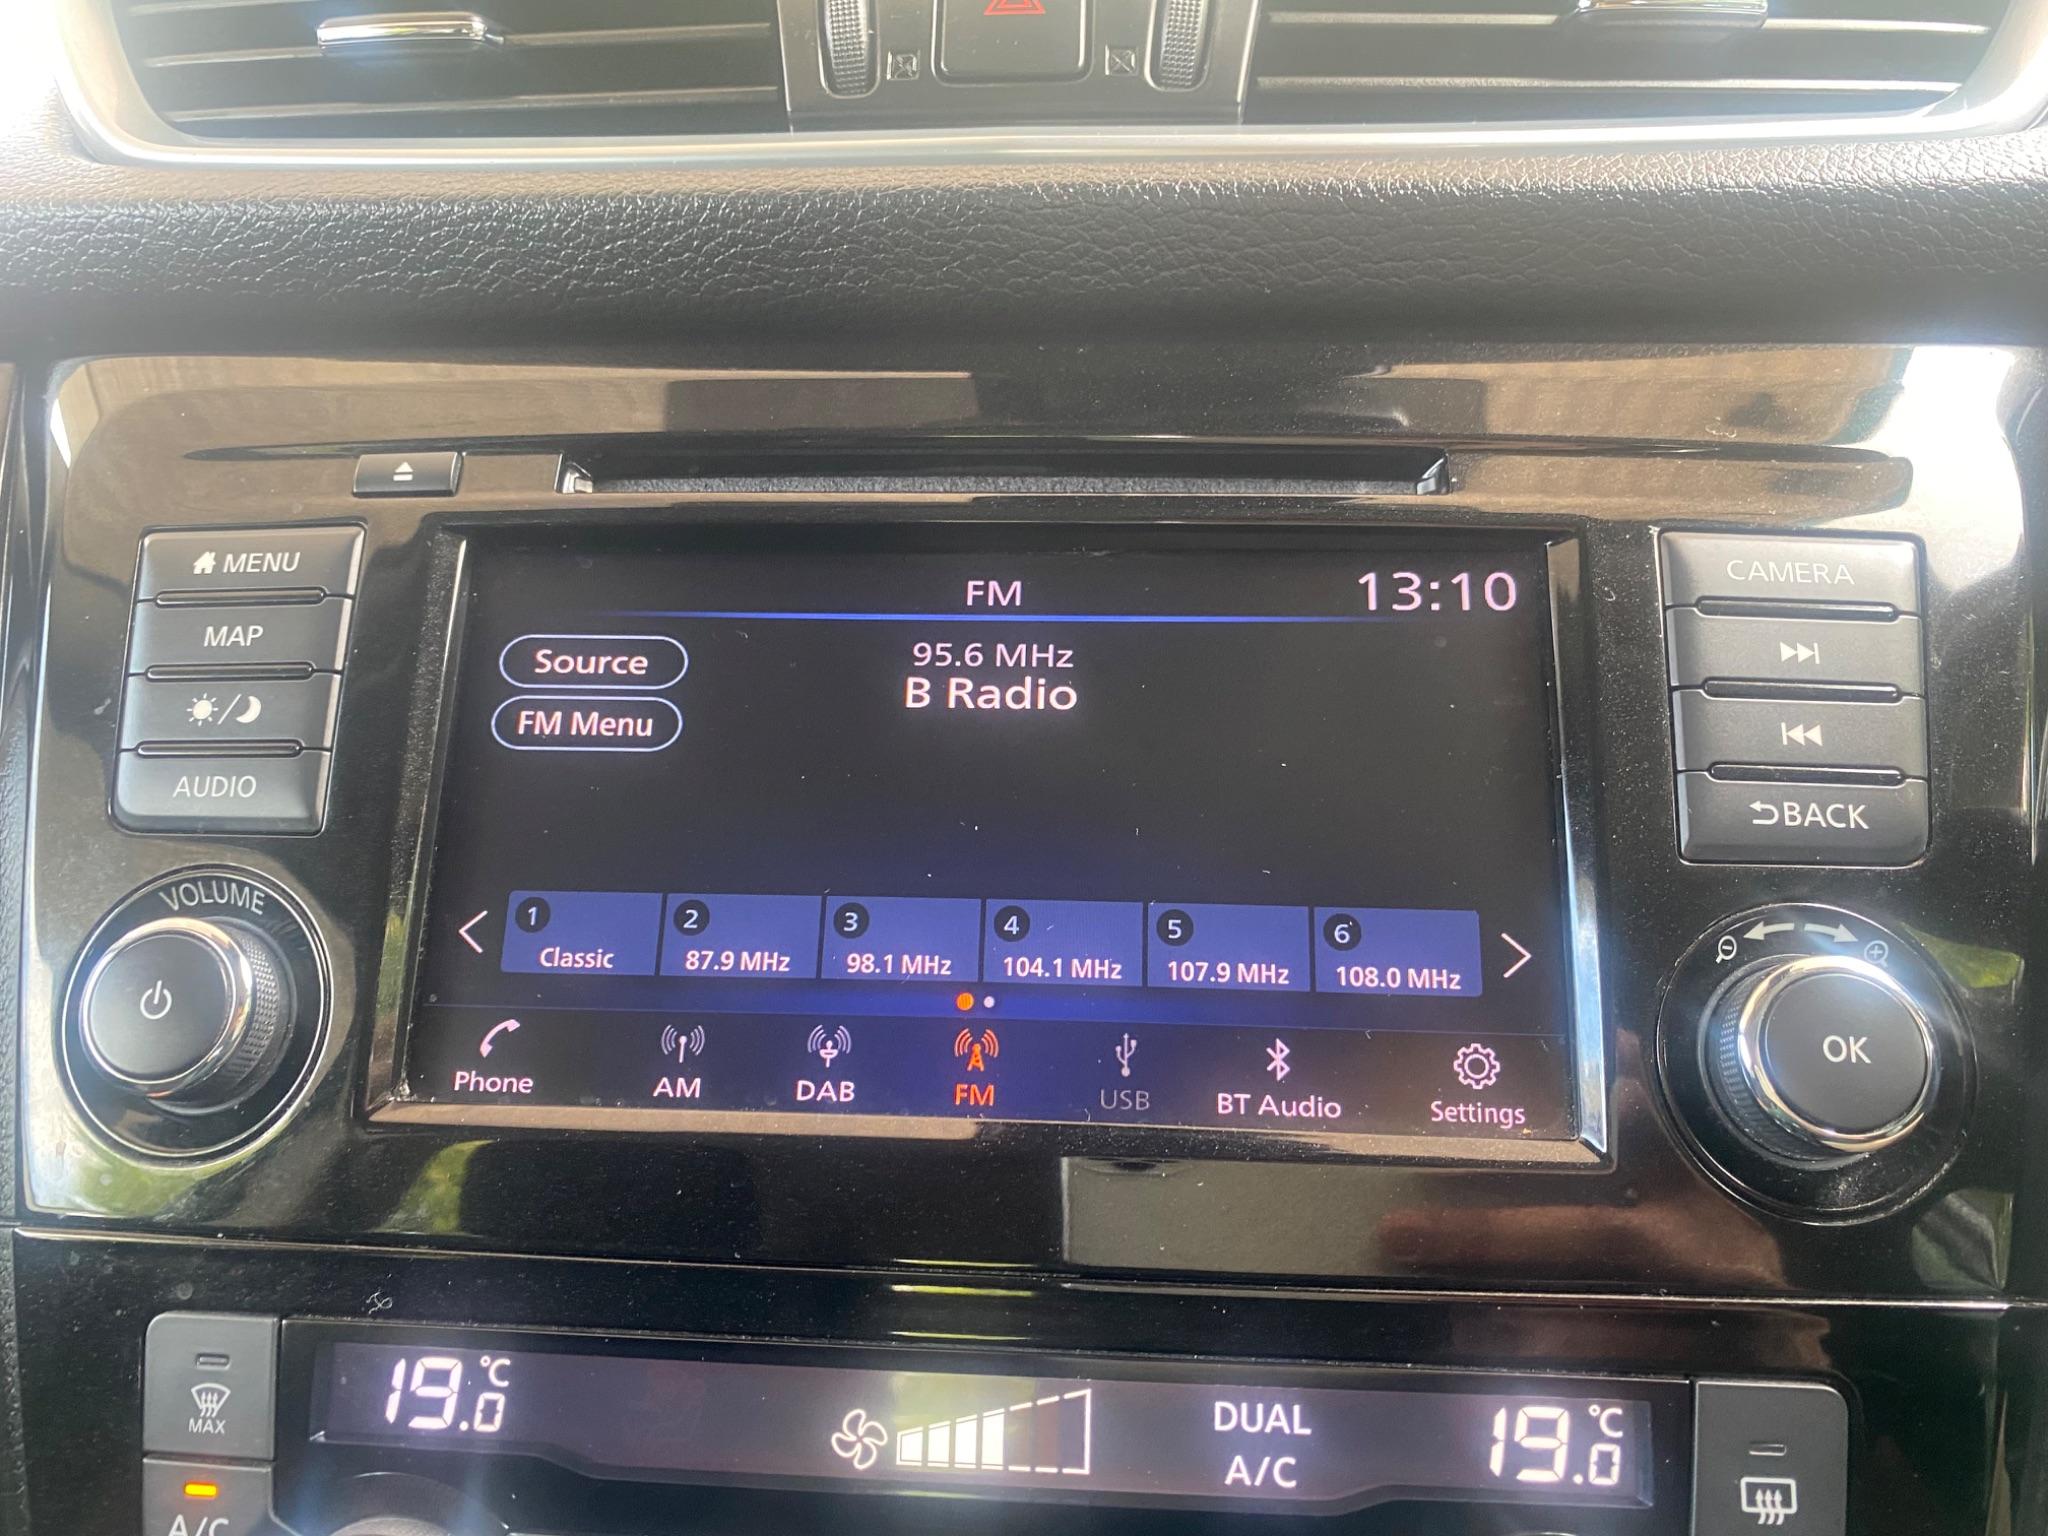 MENU
MAP
AUDIO
VOLUME
FM
13:10
Source
FM Menu
95.6 MHz
B Radio
1 Classic
2 87.9 MHz
3 98.1 MHz
4 104.1 MHz
5 107.9 MHz
6 108.0 MHz
Phone
AM
DAB
FM
USB
BT Audio
Settings
CAMERA
BACK
OK
MAX
A/C
19.0 °C
DUAL
A/C
19.0 °C